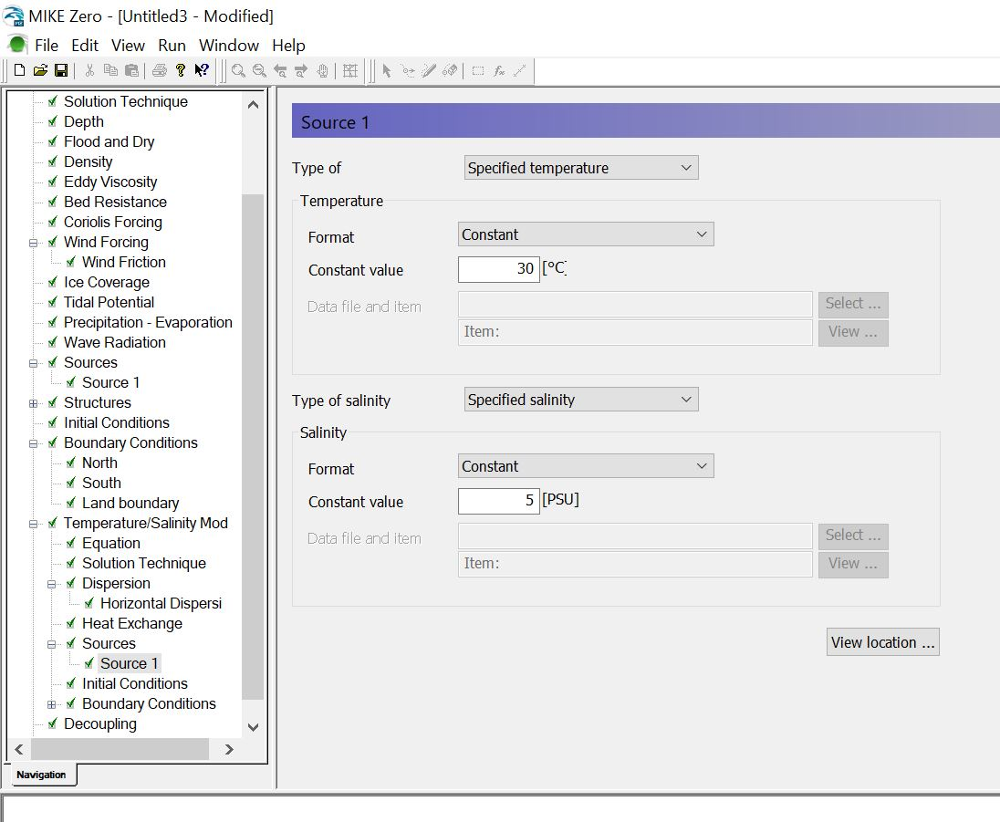 MIKE Zero - [Untitled3 - Modified]
File Edit View Run Window Help
Solution Technique
Depth
Flood and Dry
Density
Eddy Viscosity
Bed Resistance
Coriolis Forcing
Wind Forcing
Wind Friction
Ice Coverage
Tidal Potential
Precipitation - Evaporation
Wave Radiation
Sources
Source 1
Structures
Initial Conditions
Boundary Conditions
North
South
Land boundary
Temperature/Salinity Mod
Equation
Solution Technique
Dispersion
Horizontal Dispersi
Heat Exchange
Sources
Source 1
Initial Conditions
Boundary Conditions
Decoupling
Navigation
Source 1
Type of Specified temperature
Temperature
Format Constant
Constant value 30 [°C]
Data file and item Select ...
Item: View ...
Type of salinity Specified salinity
Salinity
Format Constant
Constant value 5 [PSU]
Data file and item Select ...
Item: View ...
View location ...